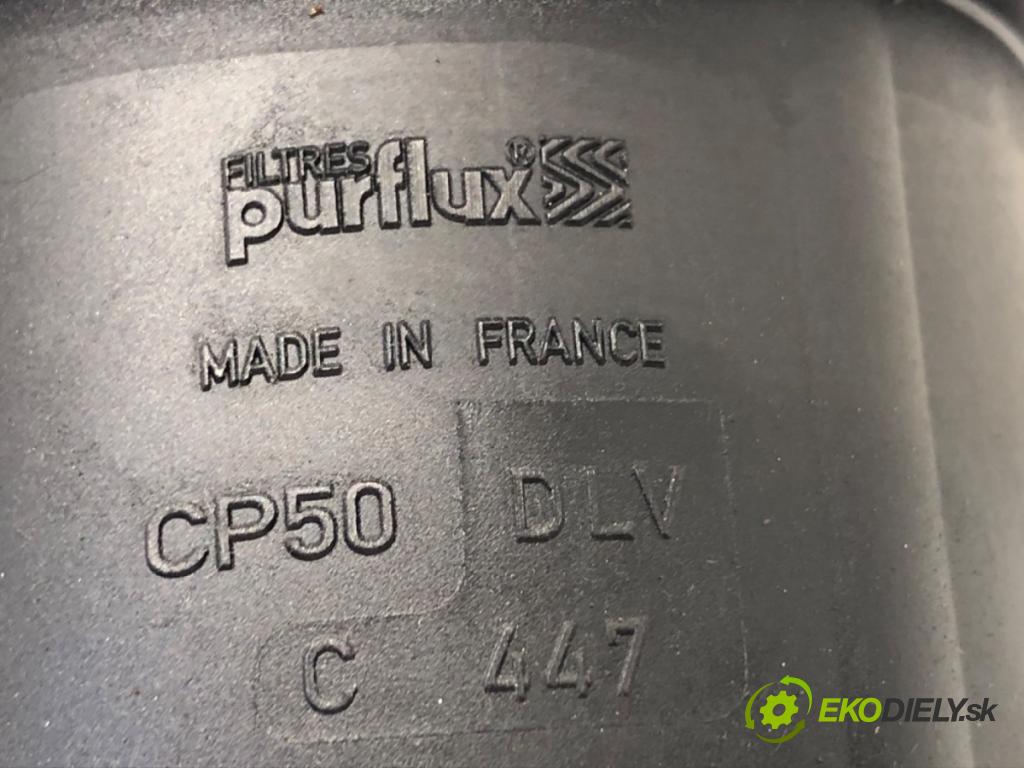 FILTRES
purflux®
MADE IN FRANCE
CP50 DLV
C 447
EKODIELY.sk